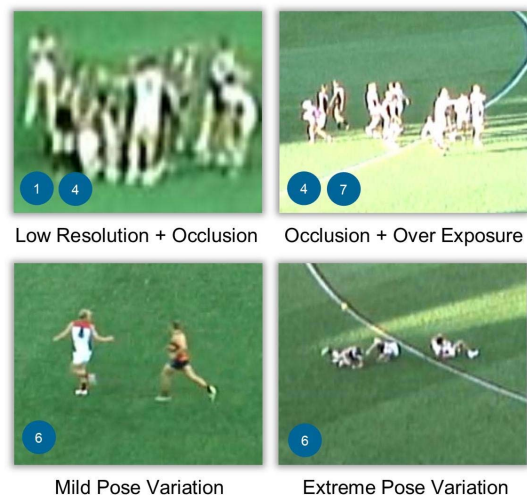 1 4
4 7
Low Resolution + Occlusion
Occlusion + Over Exposure
6
6
Mild Pose Variation
Extreme Pose Variation